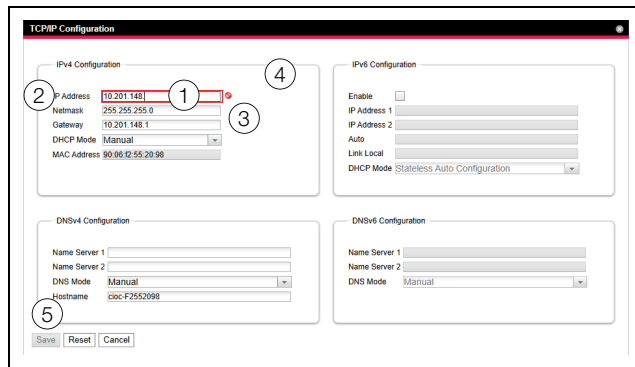 TCP/IP Configuration
IPv4 Configuration
4
2
IP Address 10.201.148.
1
Netmask 255.255.255.0
3
Gateway 10.201.148.1
DHCP Mode Manual
MAC Address 90:06:f2:55:20:98
IPv6 Configuration
Enable
IP Address 1
IP Address 2
Auto
Link Local
DHCP Mode Stateless Auto Configuration
DNSv4 Configuration
Name Server 1
Name Server 2
DNS Mode Manual
Hostname cioc-F2552098
DNSv6 Configuration
Name Server 1
Name Server 2
DNS Mode Manual
5
Save Reset Cancel